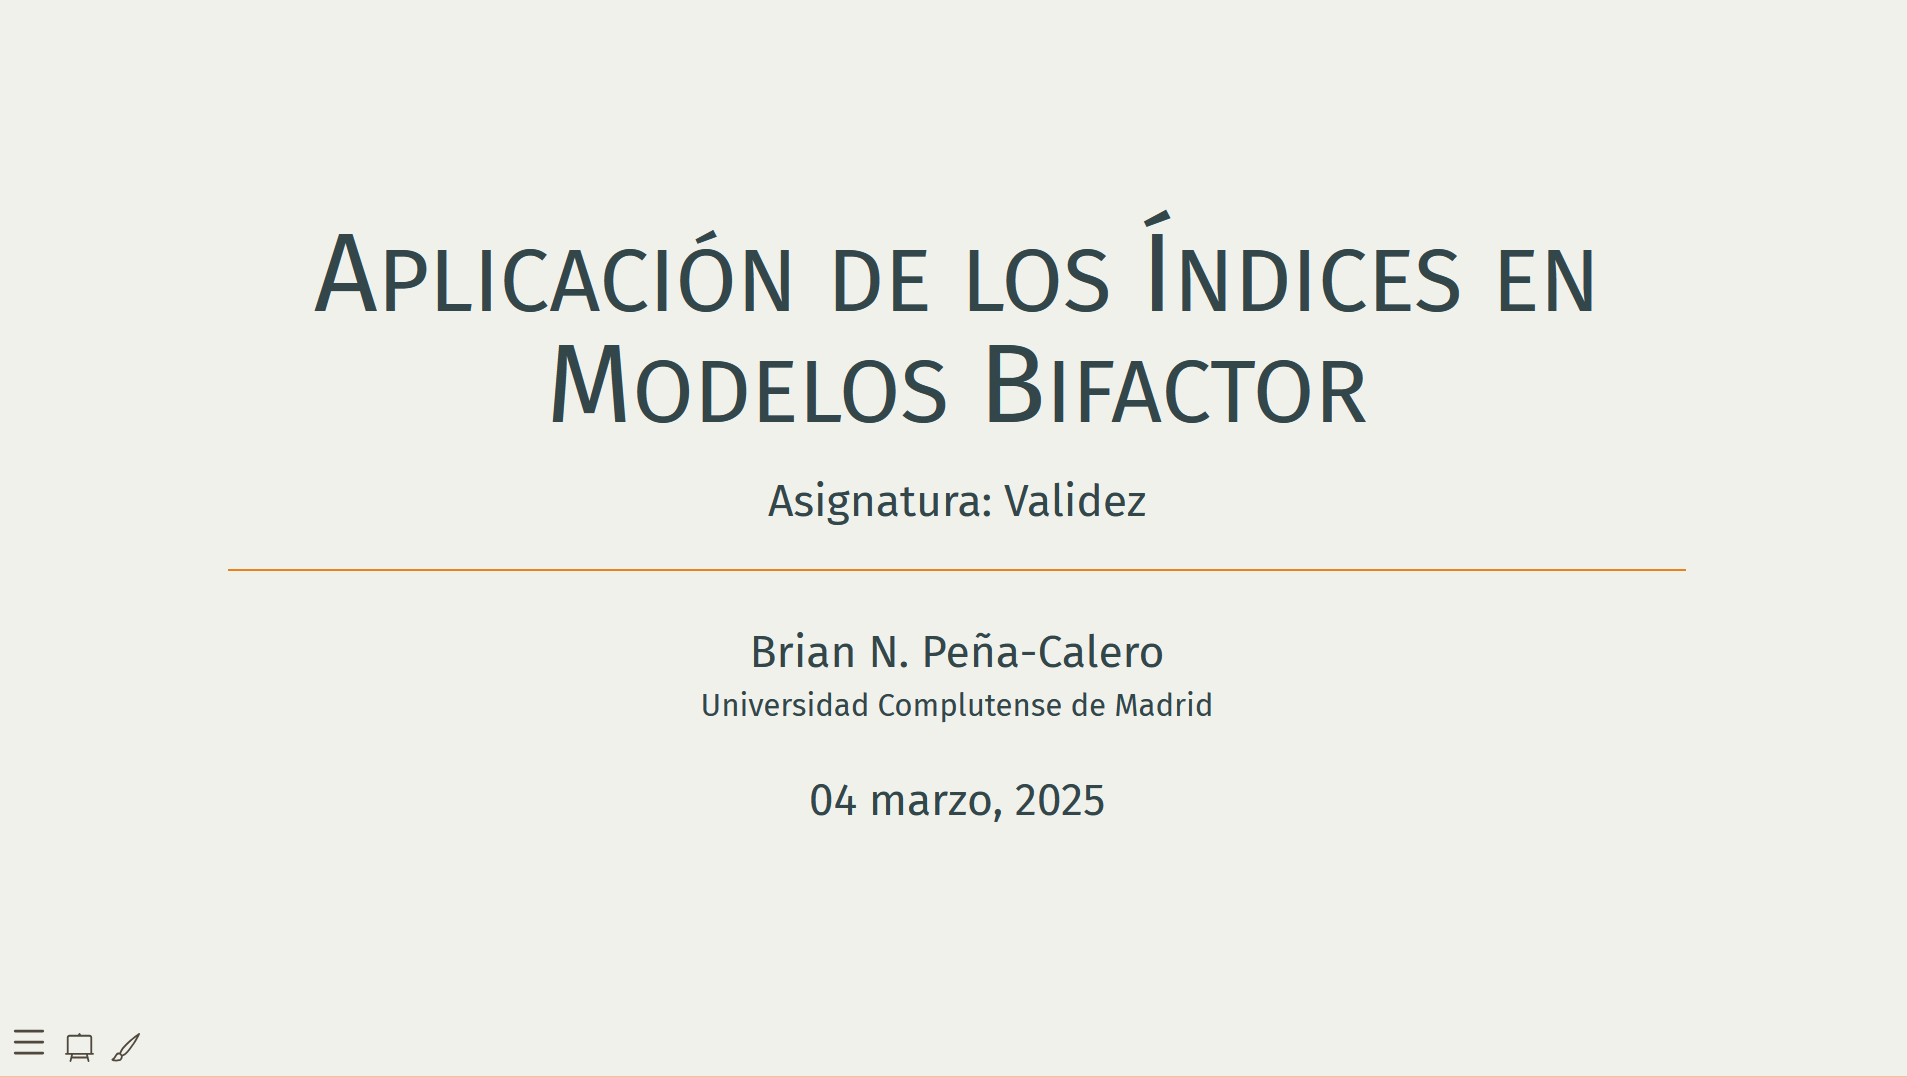 Aplicación de los Índices en
Modelos Bifactor
Asignatura: Validez
Brian N. Peña-Calero
Universidad Complutense de Madrid
04 marzo, 2025